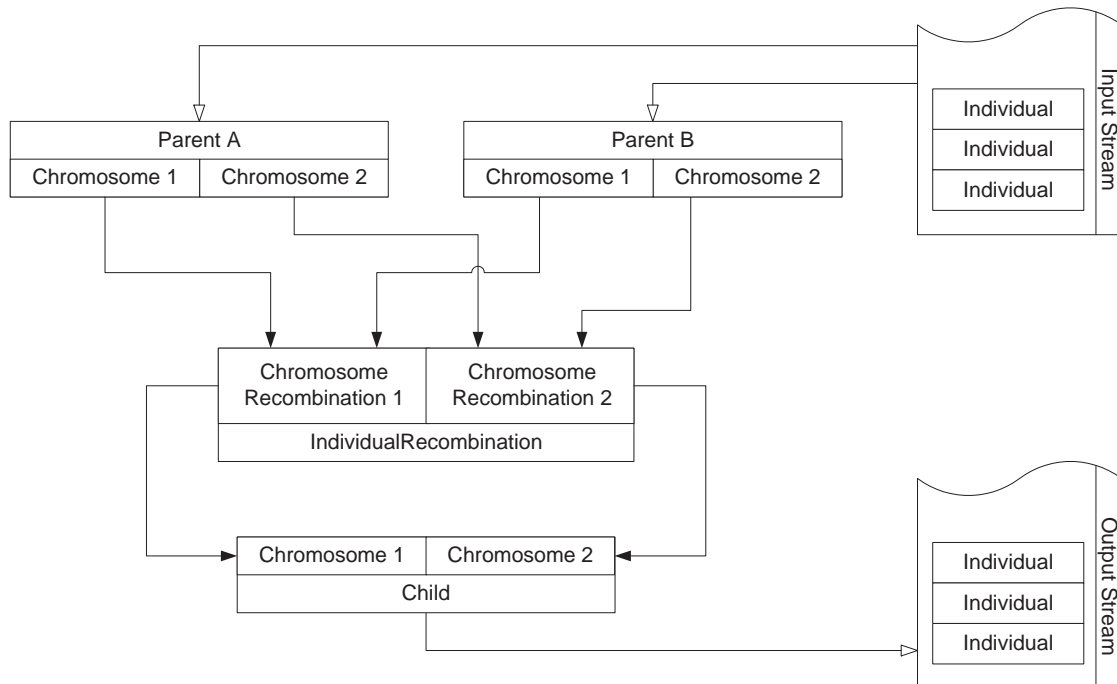 Parent A
Chromosome 1
Chromosome 2
Parent B
Chromosome 1
Chromosome 2
Individual
Individual
Individual
Input Stream
Chromosome
Recombination 1
Chromosome
Recombination 2
IndividualRecombination
Chromosome 1
Chromosome 2
Child
Individual
Individual
Individual
Output Stream